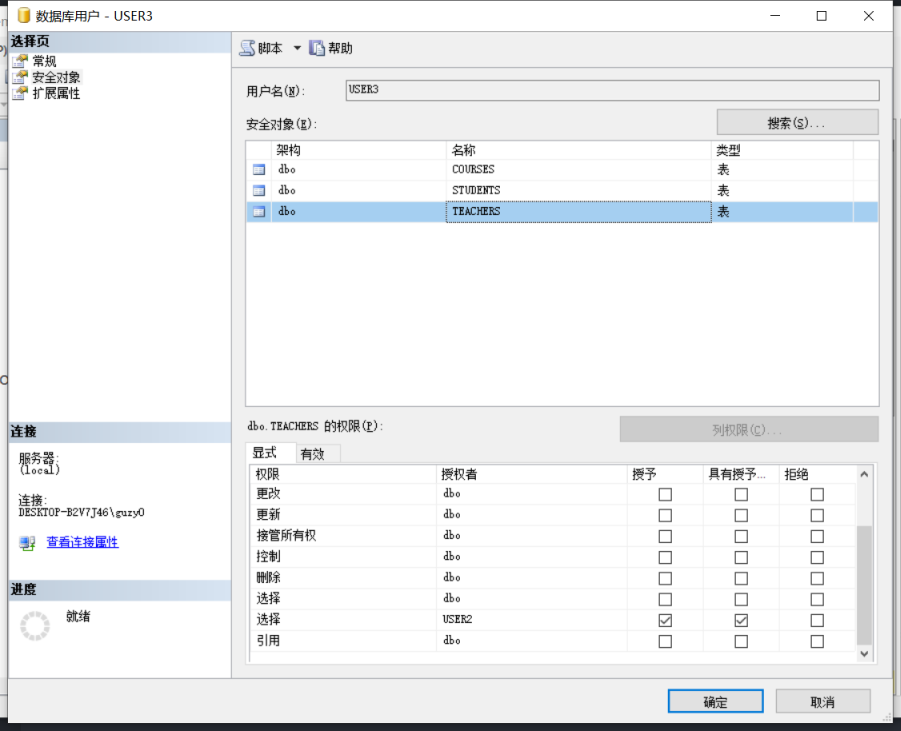 数据库用户 - USER3
选择页
常规
安全对象
扩展属性
脚本 帮助
用户名(N): USER3
安全对象(E): 搜索(S)...
架构 名称 类型
dbo COURSES 表
dbo STUDENTS 表
dbo TEACHERS 表
连接
服务器:
(local)
连接:
DESKTOP-B2V7J46\guzy0
查看连接属性
进度
就绪
dbo.TEACHERS 的权限(P): 列权限(C)...
显式 有效
权限 授权者 授予 具有授予... 拒绝
更改 dbo
更新 dbo
接管所有权 dbo
控制 dbo
删除 dbo
选择 dbo
选择 USER2
引用 dbo
确定 取消